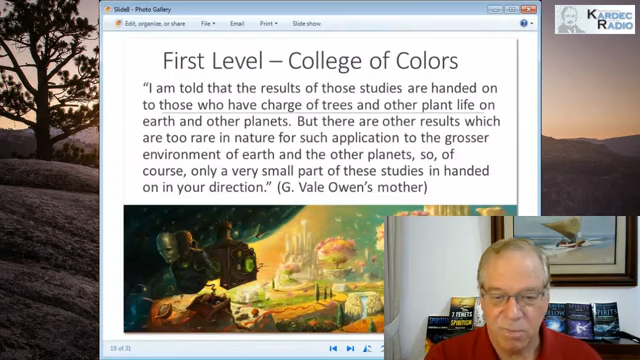 Slide8 - Photo Gallery
Edit, organize, or share File Email Print Slide show
KARDEC
RADIO
First Level – College of Colors
“I am told that the results of those studies are handed on
to those who have charge of trees and other plant life on
earth and other planets. But there are other results which
are too rare in nature for such application to the grosser
environment of earth and the other planets, so, of
course, only a very small part of these studies in handed
on in your direction.” (G. Vale Owen’s mother)
7 TENETS
SPIRITISM
SPIRITS
19 of 31